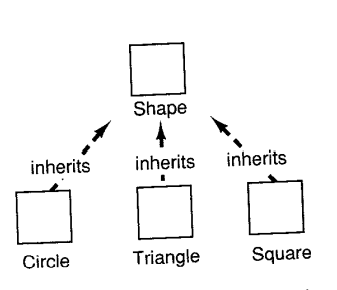 Shape
inherits
inherits
inherits
Circle
Triangle
Square